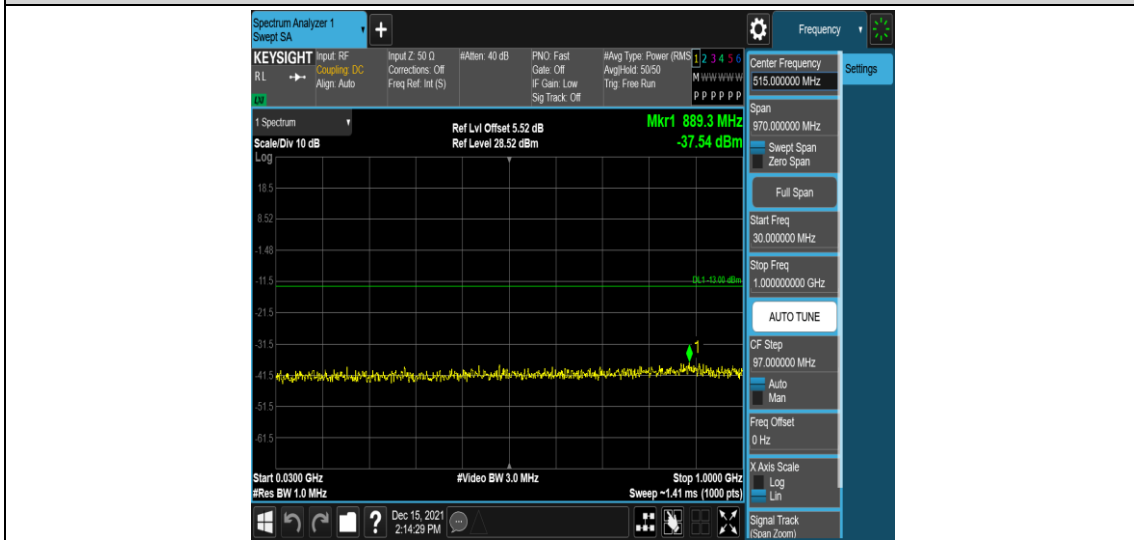 Spectrum Analyzer 1
Swept SA
+
Frequency
KEYSIGHT
RL
Input: RF
Coupling: DC
Align: Auto
Input Z: 50 Ω
Corrections: Off
Freq Ref: Int (S)
#Atten: 40 dB
PNO: Fast
Gate: Off
IF Gain: Low
Sig Track: Off
#Avg Type: Power (RMS
Avg|Hold: 50/50
Trig: Free Run
1 2 3 4 5 6
M W W W W W
P P P P P P
1 Spectrum
Scale/Div 10 dB
Log
Ref Lvl Offset 5.52 dB
Ref Level 28.52 dBm
Mkr1 889.3 MHz
-37.54 dBm
18.5
8.52
-1.48
-11.5
-21.5
-31.5
-41.5
-51.5
-61.5
DL1 -13.00 dBm
1
Start 0.0300 GHz
#Res BW 1.0 MHz
#Video BW 3.0 MHz
Stop 1.0000 GHz
Sweep ~1.41 ms (1000 pts)
Center Frequency
515.000000 MHz
Settings
Span
970.000000 MHz
Swept Span
Zero Span
Full Span
Start Freq
30.000000 MHz
Stop Freq
1.000000000 GHz
AUTO TUNE
CF Step
97.000000 MHz
Auto
Man
Freq Offset
0 Hz
X Axis Scale
Log
Lin
Signal Track
(Span Zoom)
?
Dec 15, 2021
2:14:29 PM